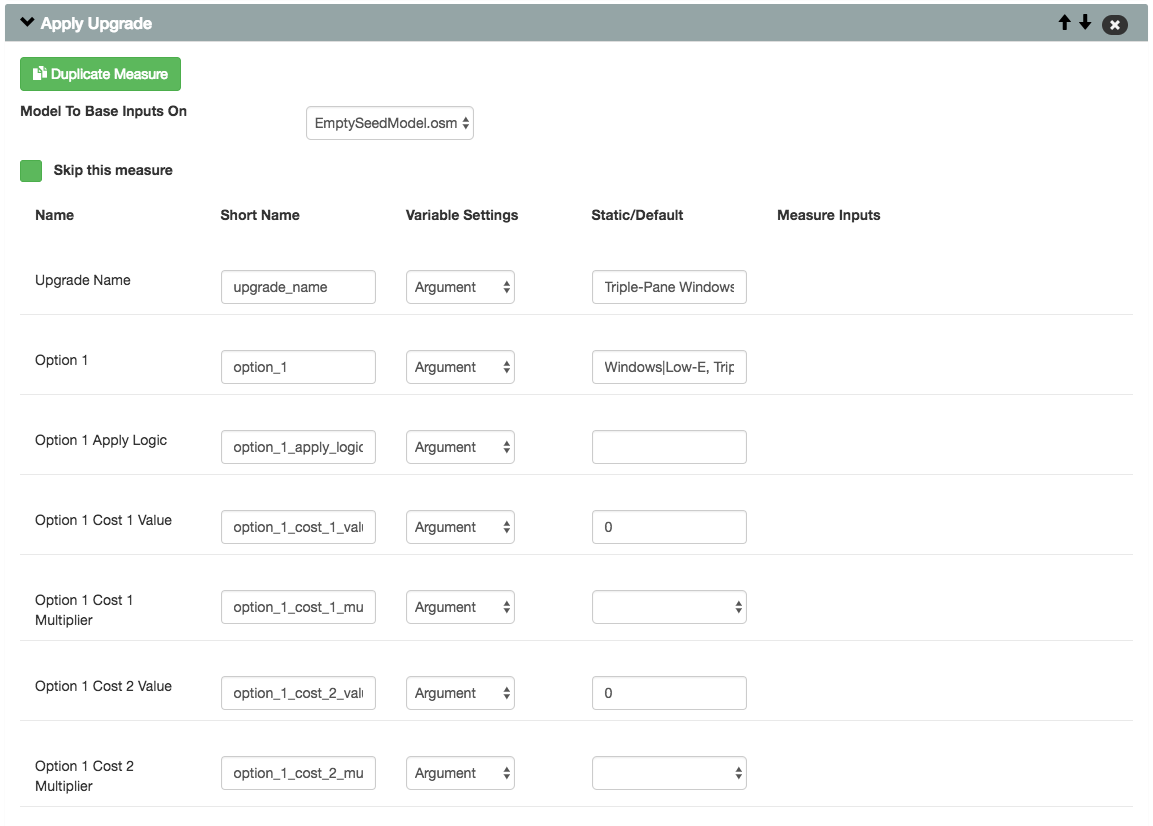 Apply Upgrade
Duplicate Measure
Model To Base Inputs On
EmptySeedModel.osm
Skip this measure
Name Short Name Variable Settings Static/Default Measure Inputs
Upgrade Name upgrade_name Argument Triple-Pane Windows
Option 1 option_1 Argument Windows|Low-E, Trip
Option 1 Apply Logic option_1_apply_logic Argument
Option 1 Cost 1 Value option_1_cost_1_valu Argument 0
Option 1 Cost 1
Multiplier option_1_cost_1_mu Argument
Option 1 Cost 2 Value option_1_cost_2_valu Argument 0
Option 1 Cost 2
Multiplier option_1_cost_2_mu Argument